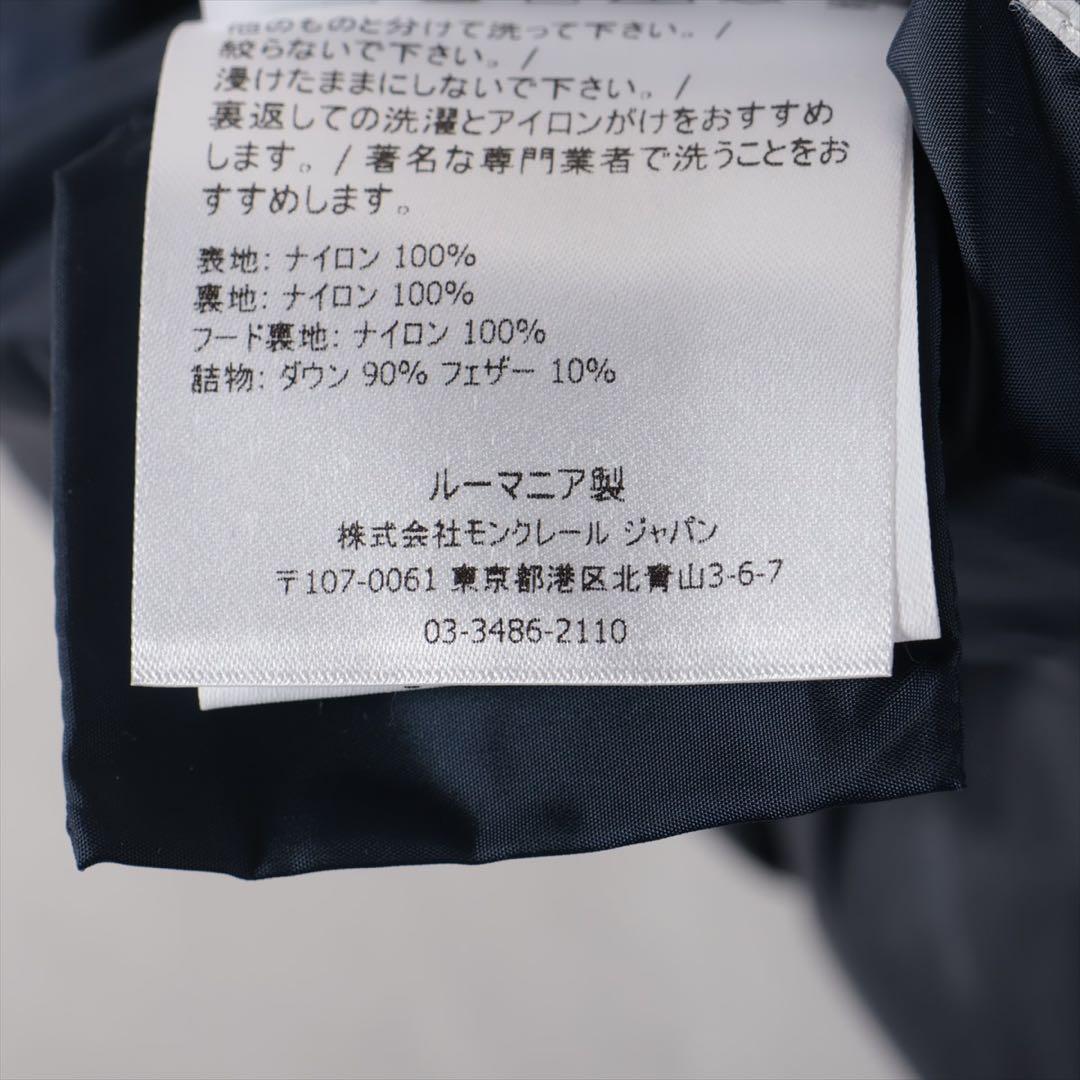 他のものと分けて洗って下さい。/
絞らないで下さい。/
浸けたままにしないで下さい。/
裏返しての洗濯とアイロンがけをおすすめ
します。/ 著名な専門業者で洗うことをお
すすめします。
表地: ナイロン 100%
裏地: ナイロン 100%
フード裏地: ナイロン 100%
詰物: ダウン 90% フェザー 10%
ルーマニア製
株式会社モンクレール ジャパン
〒107-0061 東京都港区北青山3-6-7
03-3486-2110